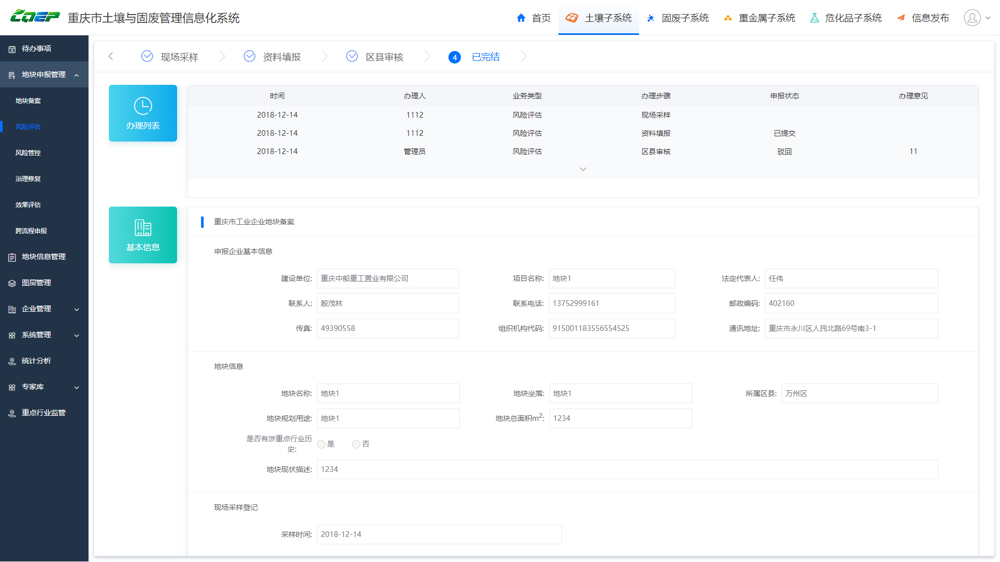 CQEP 重庆市土壤与固废管理信息化系统 首页 土壤子系统 固废子系统 重金属子系统 危化品子系统 信息发布
待办事项
地块申报管理
地块备案
风险评估
风险管控
治理修复
效果评估
跨流程申报
地块信息管理
图层管理
企业管理
系统管理
统计分析
专家库
重点行业监管
现场采样 资料填报 区县审核 4 已完结
办理列表
时间 办理人 业务类型 办理步骤 申报状态 办理意见
2018-12-14 1112 风险评估 现场采样
2018-12-14 1112 风险评估 资料填报 已提交
2018-12-14 管理员 风险评估 区县审核 驳回 11
基本信息
重庆市工业企业地块备案
申报企业基本信息
建设单位: 重庆中船重工置业有限公司 项目名称: 地块1 法定代表人: 任伟
联系人: 殷茂林 联系电话: 13752999161 邮政编码: 402160
传真: 49390558 组织机构代码: 915001183556554525 通讯地址: 重庆市永川区人民北路69号南3-1
地块信息
地块名称: 地块1 地块坐落: 地块1 所属区县: 万州区
地块规划用途: 地块1 地块总面积m²: 1234
是否有涉重点行业历
史: 是 否
地块现状描述: 1234
现场采样登记
采样时间: 2018-12-14